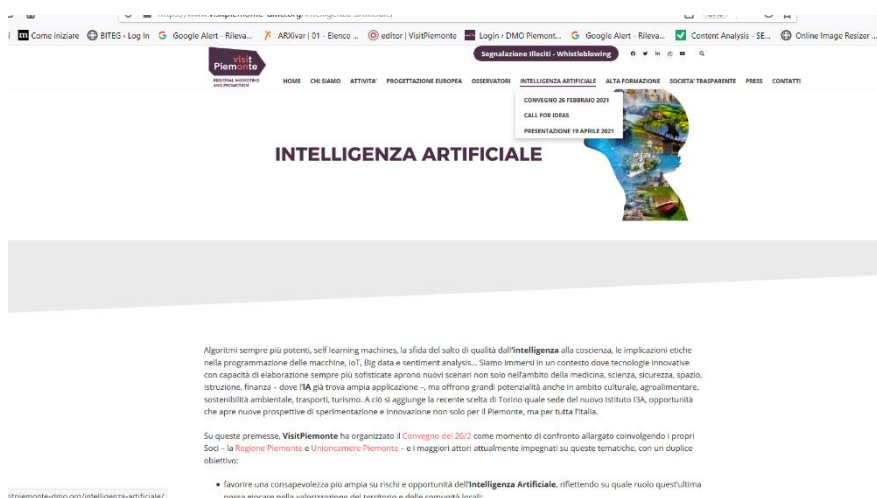 Come iniziare BITEG › Log In Google Alert - Rileva... ARXivar | 01 - Elenco ... editor | VisitPiemonte Login ‹ DMO Piemont... Google Alert - Rileva... Content Analysis - SE... Online Image Resizer ...
visit
Piemonte
REGIONAL MARKETING
AND PROMOTION
Segnalazione Illeciti - Whistleblowing
HOME CHI SIAMO ATTIVITA' PROGETTAZIONE EUROPEA OSSERVATORI INTELLIGENZA ARTIFICIALE ALTA FORMAZIONE SOCIETA' TRASPARENTE PRESS CONTATTI
CONVEGNO 26 FEBBRAIO 2021
CALL FOR IDEAS
PRESENTAZIONE 19 APRILE 2021
INTELLIGENZA ARTIFICIALE
Algoritmi sempre più potenti, self learning machines, la sfida del salto di qualità dall'intelligenza alla coscienza, le implicazioni etiche
nella programmazione delle macchine, IoT, Big data e sentiment analysis... Siamo immersi in un contesto dove tecnologie innovative
con capacità di elaborazione sempre più sofisticate aprono nuovi scenari non solo nell'ambito della medicina, scienza, sicurezza, spazio,
istruzione, finanza – dove l'IA già trova ampia applicazione –, ma offrono grandi potenzialità anche in ambito culturale, agroalimentare,
sostenibilità ambientale, trasporti, turismo. A ciò si aggiunge la recente scelta di Torino quale sede del nuovo Istituto I3A, opportunità
che apre nuove prospettive di sperimentazione e innovazione non solo per il Piemonte, ma per tutta l'Italia.
Su queste premesse, VisitPiemonte ha organizzato il Convegno del 26/2 come momento di confronto allargato coinvolgendo i propri
Soci – la Regione Piemonte e Unioncamere Piemonte – e i maggiori attori attualmente impegnati su queste tematiche, con un duplice
obiettivo:
• favorire una consapevolezza più ampia su rischi e opportunità dell'Intelligenza Artificiale, riflettendo su quale ruolo quest'ultima
possa giocare nella valorizzazione del territorio e delle comunità locali;
sitpiemonte-dmo.org/intelligenza-artificiale/